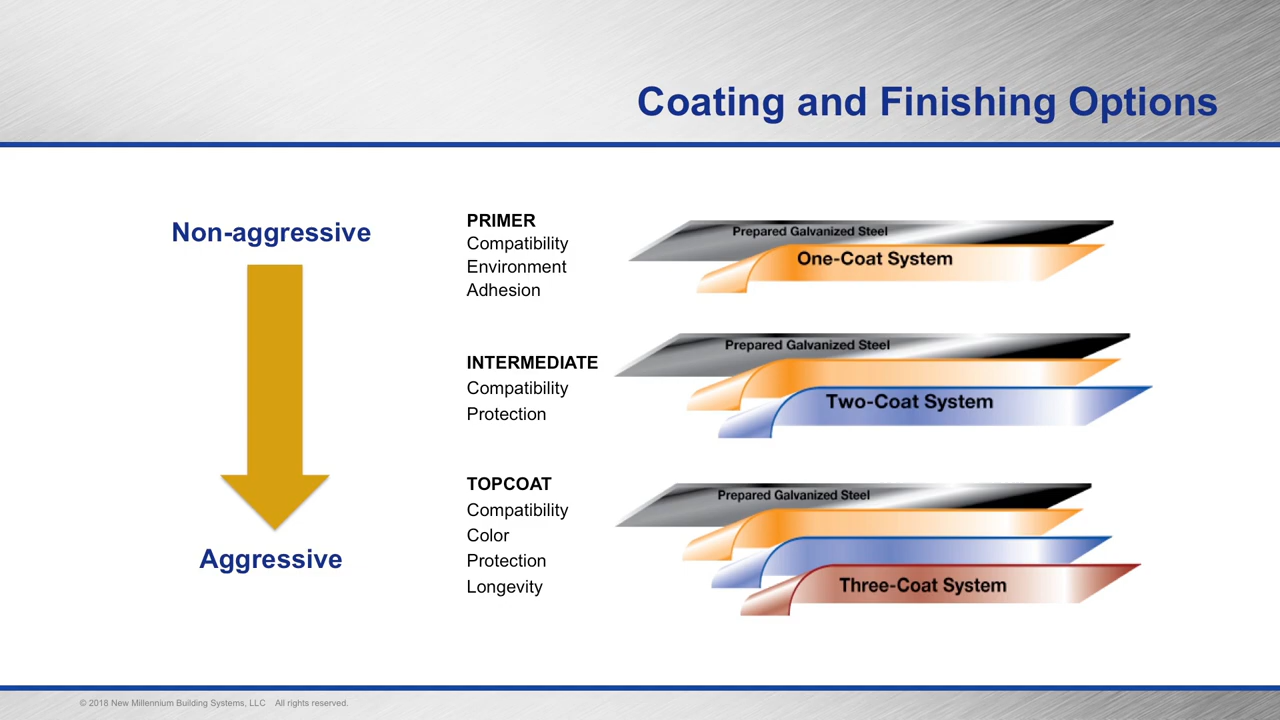 Coating and Finishing Options
Non-aggressive
Aggressive
PRIMER
Compatibility
Environment
Adhesion
Prepared Galvanized Steel
One-Coat System
INTERMEDIATE
Compatibility
Protection
Prepared Galvanized Steel
Two-Coat System
TOPCOAT
Compatibility
Color
Protection
Longevity
Prepared Galvanized Steel
Three-Coat System
© 2018 New Millennium Building Systems, LLC All rights reserved.